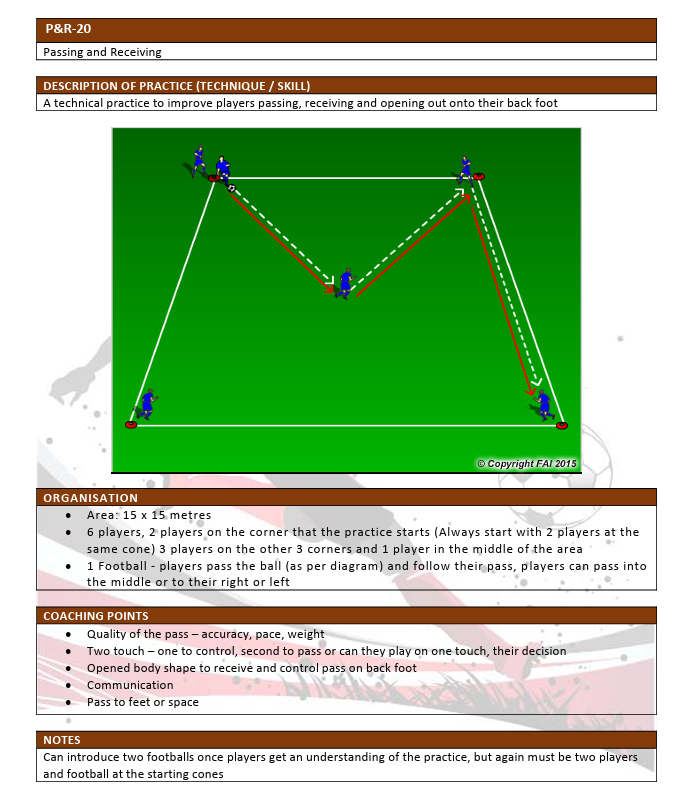 P&R-20
Passing and Receiving
DESCRIPTION OF PRACTICE (TECHNIQUE / SKILL)
A technical practice to improve players passing, receiving and opening out onto their back foot
© Copyright FAI 2015
ORGANISATION
• Area: 15 x 15 metres
• 6 players, 2 players on the corner that the practice starts (Always start with 2 players at the
same cone) 3 players on the other 3 corners and 1 player in the middle of the area
• 1 Football - players pass the ball (as per diagram) and follow their pass, players can pass into
the middle or to their right or left
COACHING POINTS
• Quality of the pass – accuracy, pace, weight
• Two touch – one to control, second to pass or can they play on one touch, their decision
• Opened body shape to receive and control pass on back foot
• Communication
• Pass to feet or space
NOTES
Can introduce two footballs once players get an understanding of the practice, but again must be two players
and football at the starting cones